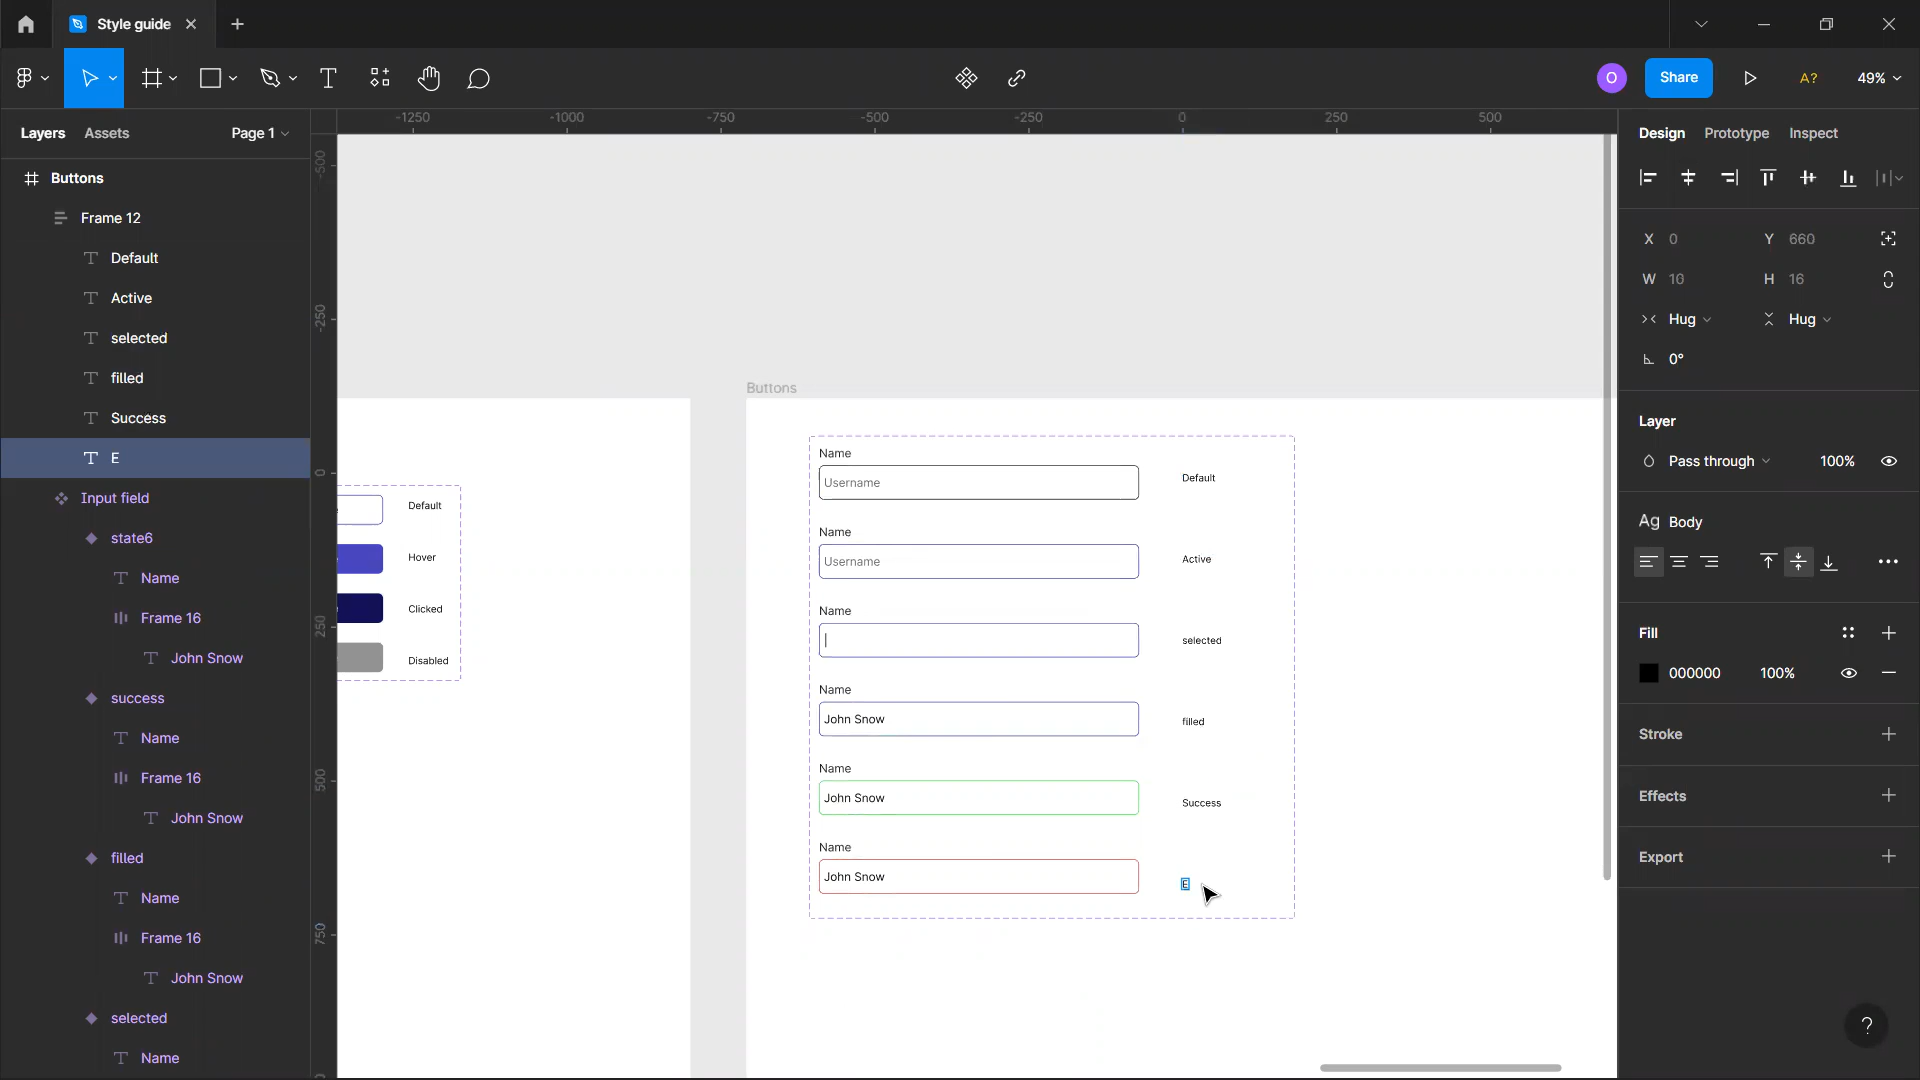 Style guide
Share
A?
49%
O
Layers
Assets
Page 1
-1250
-1000
-750
-500
-250
0
250
500
Design
Prototype
Inspect
Buttons
Frame 12
Default
Active
selected
filled
Success
E
Input field
state6
Name
Frame 16
John Snow
success
Name
Frame 16
John Snow
filled
Name
Frame 16
John Snow
selected
Name
-500
-250
0
250
500
750
Default
Hover
Clicked
Disabled
Buttons
Name
Username
Default
Name
Username
Active
Name
selected
Name
John Snow
filled
Name
John Snow
Success
Name
John Snow
E
X 0
Y 660
W 10
H 16
Hug
Hug
0°
Layer
Pass through
100%
Ag Body
Fill
000000
100%
Stroke
Effects
Export
?